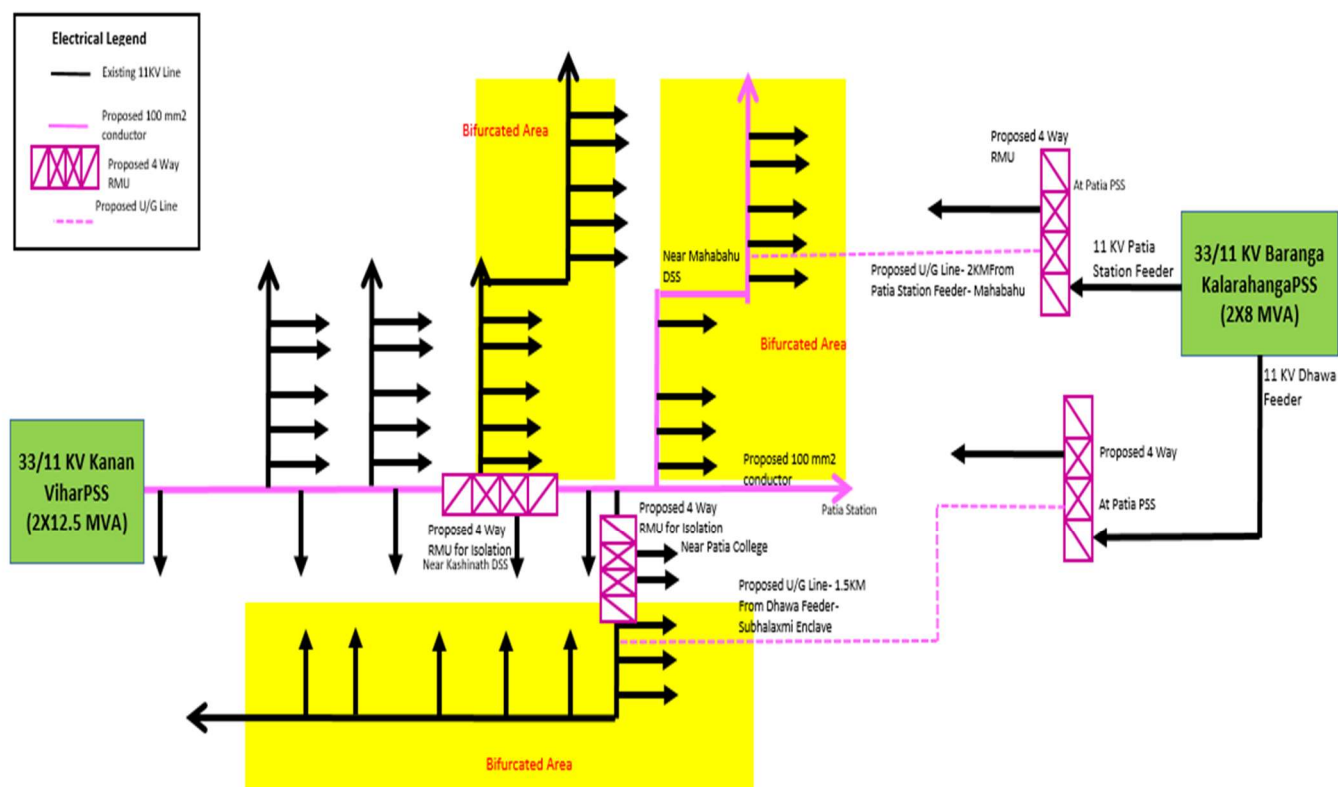 Electrical Legend
Existing 11KV Line
Proposed 100 mm2
conductor
Proposed 4 Way
RMU
Proposed U/G Line
Bifurcated Area
Near Mahabahu
DSS
Bifurcated Area
Proposed 4 Way
RMU
At Patia PSS
11 KV Patia
Station Feeder
Proposed U/G Line- 2KMFrom
Patia Station Feeder- Mahabahu
33/11 KV Baranga
KalarahangaPSS
(2X8 MVA)
11 KV Dhawa
Feeder
33/11 KV Kanan
ViharPSS
(2X12.5 MVA)
Proposed 100 mm2
conductor
Patia Station
Proposed 4 Way
RMU for Isolation
Near Kashinath DSS
Proposed 4 Way
RMU for Isolation
Near Patia College
Proposed 4 Way
At Patia PSS
Proposed U/G Line- 1.5KM
From Dhawa Feeder-
Subhalaxmi Enclave
Bifurcated Area